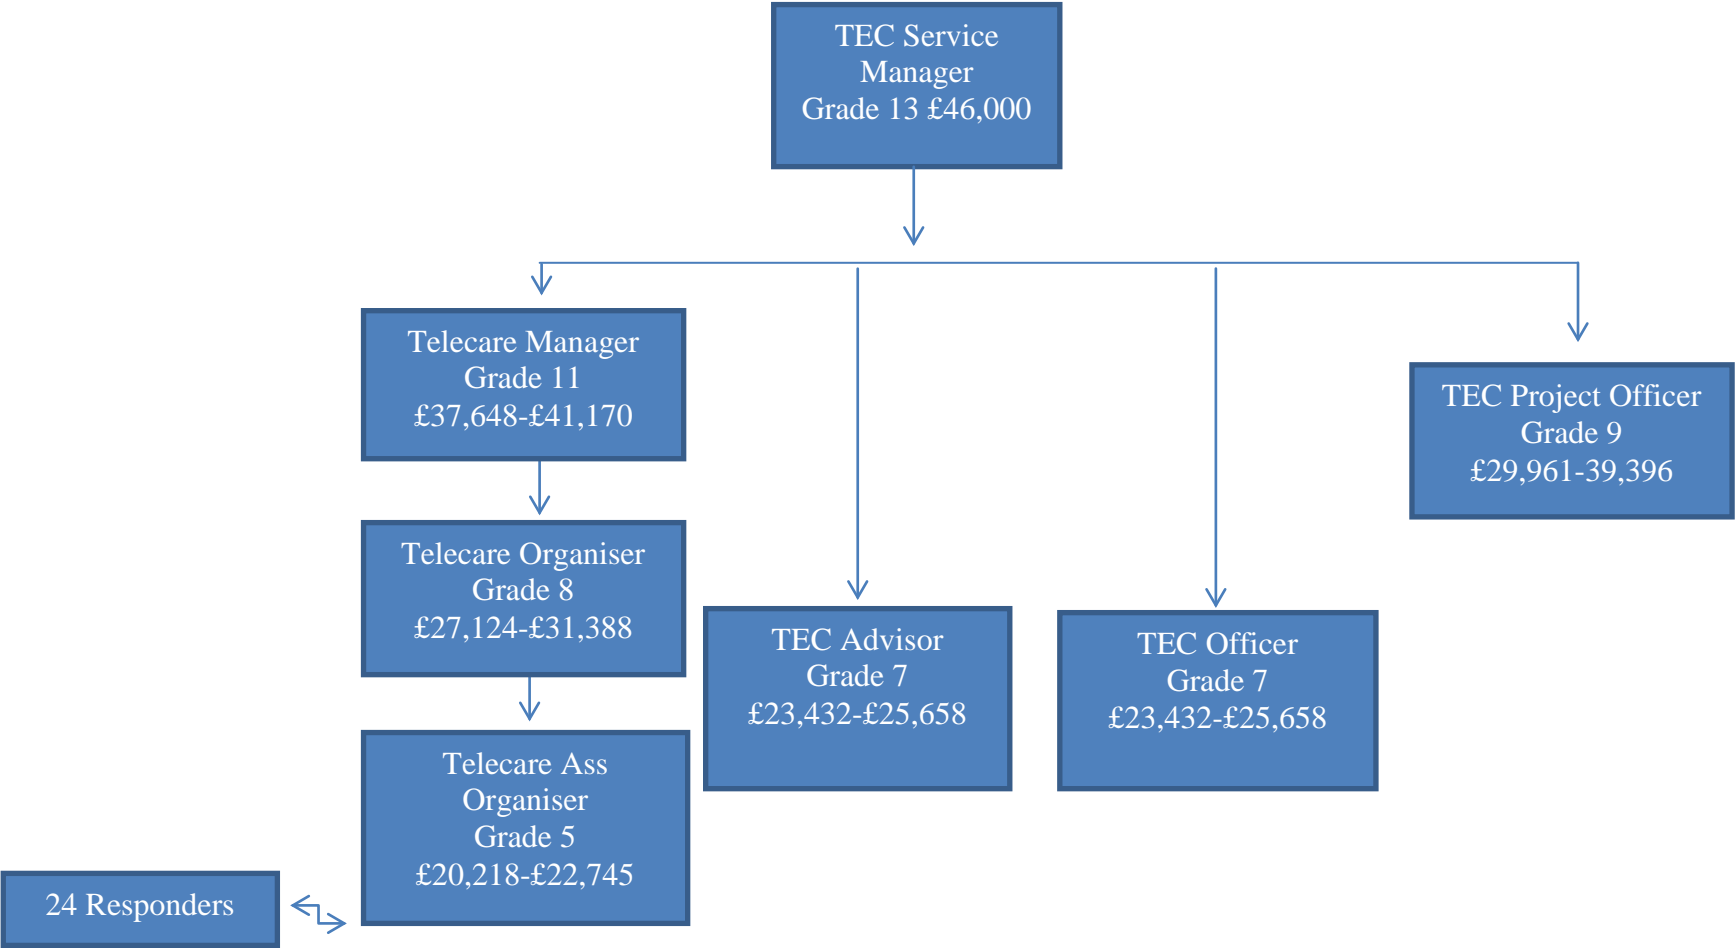 TEC Service
Manager
Grade 13 £46,000
Telecare Manager
Grade 11
£37,648-£41,170
TEC Project Officer
Grade 9
£29,961-39,396
Telecare Organiser
Grade 8
£27,124-£31,388
TEC Advisor
Grade 7
£23,432-£25,658
TEC Officer
Grade 7
£23,432-£25,658
Telecare Ass
Organiser
Grade 5
£20,218-£22,745
24 Responders